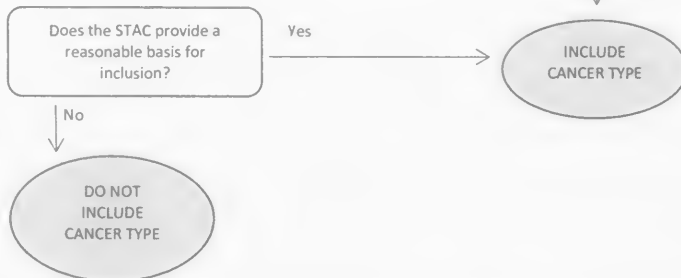 Does the STAC provide a
reasonable basis for
inclusion?
Yes
INCLUDE
CANCER TYPE
No
DO NOT
INCLUDE
CANCER TYPE